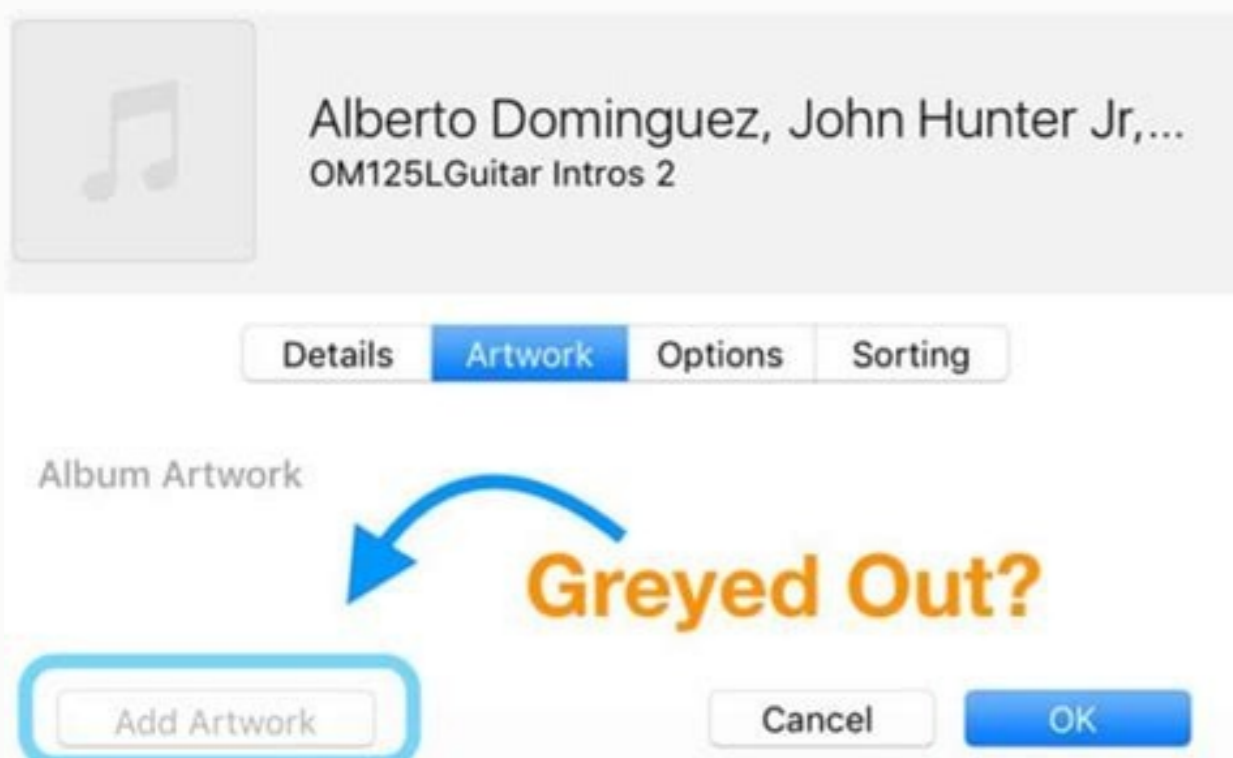 Alberto Dominguez, John Hunter Jr,...
OM125LGuitar Intros 2
Details Artwork Options Sorting
Album Artwork
Greyed Out?
Add Artwork Cancel OK